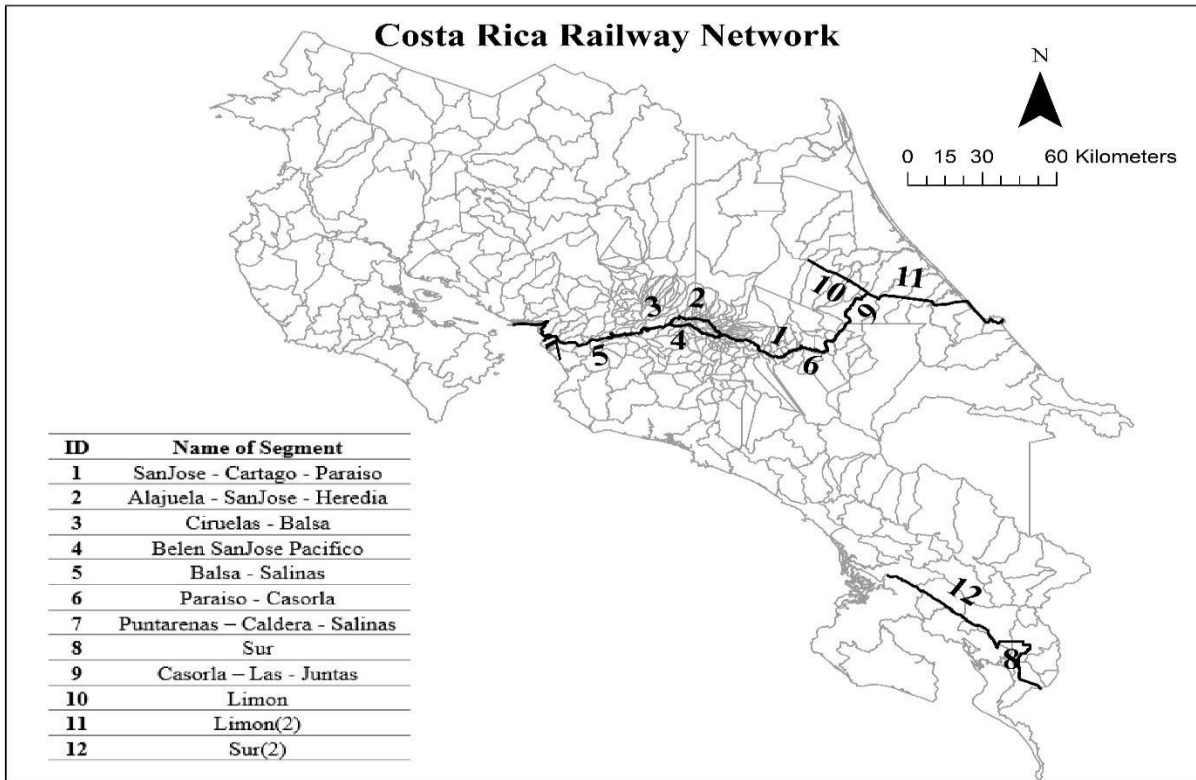 Costa Rica Railway Network
N
0 15 30 60 Kilometers
11
10
9
2
3
1
4
6
5
7
12
8
ID Name of Segment
1 SanJose - Cartago - Paraiso
2 Alajuela - SanJose - Heredia
3 Ciruelas - Balsa
4 Belen SanJose Pacifico
5 Balsa - Salinas
6 Paraiso - Casorla
7 Puntarenas – Caldera - Salinas
8 Sur
9 Casorla – Las - Juntas
10 Limon
11 Limon(2)
12 Sur(2)